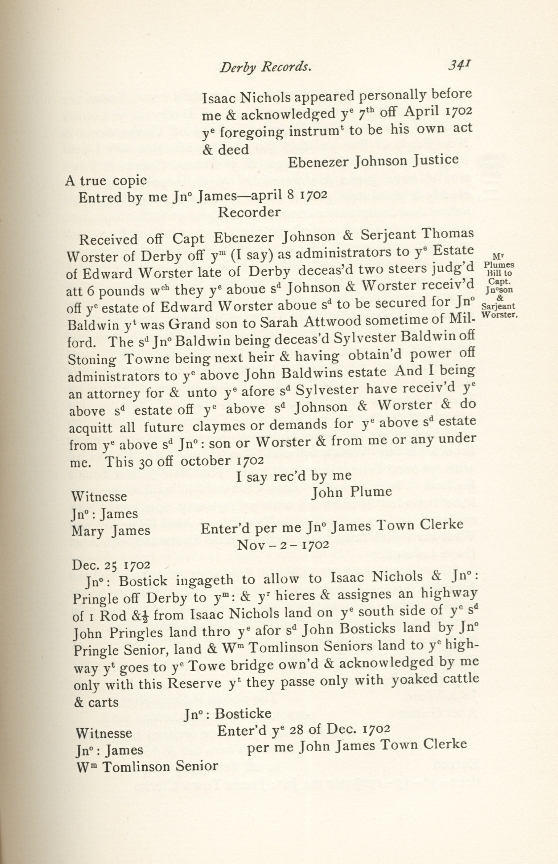 Derby Records. 341
Isaac Nichols appeared personally before
me & acknowledged yᵉ 7ᵗʰ off April 1702
yᵉ foregoing instrumᵗ to be his own act
& deed
Ebenezer Johnson Justice
A true copie
Entred by me Jnᵒ James—april 8 1702
Recorder
Received off Capt Ebenezer Johnson & Serjeant Thomas
Worster of Derby off yᵐ (I say) as administrators to yᵉ Estate
of Edward Worster late of Derby deceas'd two steers judg'd
att 6 pounds wᶜʰ they yᵉ aboue sᵈ Johnson & Worster receiv'd
off yᵉ estate of Edward Worster aboue sᵈ to be secured for Jnᵒ
Baldwin yᵗ was Grand son to Sarah Attwood sometime of Mil-
ford. The sᵈ Jnᵒ Baldwin being deceas'd Sylvester Baldwin off
Stoning Towne being next heir & having obtain'd power off
administrators to yᵉ above John Baldwins estate And I being
an attorney for & unto yᵉ afore sᵈ Sylvester have receiv'd yᵉ
above sᵈ estate off yᵉ above sᵈ Johnson & Worster & do
acquitt all future claymes or demands for yᵉ above sᵈ estate
from yᵉ above sᵈ Jnᵒ: son or Worster & from me or any under
me. This 30 off october 1702
Mʳ
Plumes
Bill to
Capt.
Jnᵒson
&
Sarjeant
Worster.
I say rec'd by me
Witnesse John Plume
Jnᵒ: James
Mary James Enter'd per me Jnᵒ James Town Clerke
Nov – 2 – 1702
Dec. 25 1702
Jnᵒ: Bostick ingageth to allow to Isaac Nichols & Jnᵒ:
Pringle off Derby to yᵐ: & yʳ hieres & assignes an highway
of 1 Rod &½ from Isaac Nichols land on yᵉ south side of yᵉ sᵈ
John Pringles land thro yᵉ afor sᵈ John Bosticks land by Jnᵒ
Pringle Senior, land & Wᵐ Tomlinson Seniors land to yᵉ high-
way yᵗ goes to yᵉ Towe bridge own'd & acknowledged by me
only with this Reserve yᵗ they passe only with yoaked cattle
& carts
Jnᵒ: Bosticke
Witnesse Enter'd yᵉ 28 of Dec. 1702
Jnᵒ: James per me John James Town Clerke
Wᵐ Tomlinson Senior